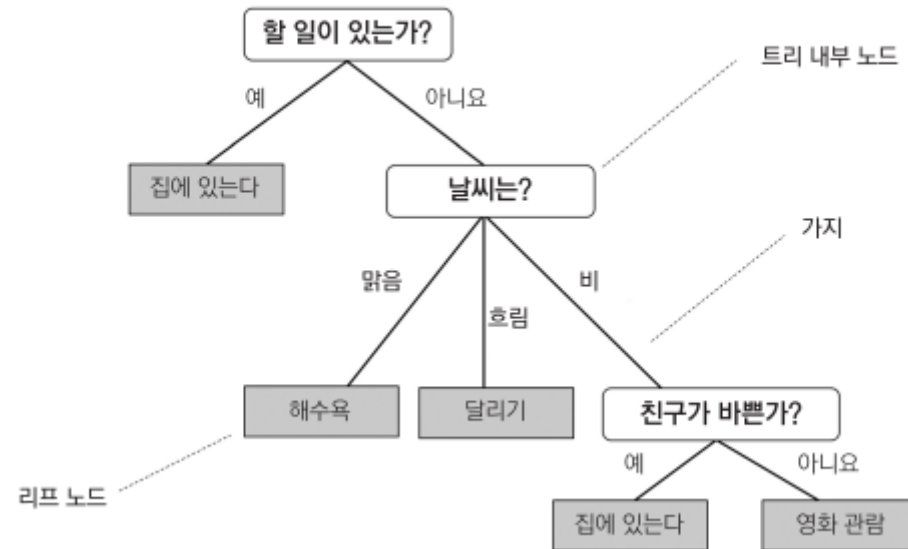 할 일이 있는가?
트리 내부 노드
예
아니요
집에 있는다
날씨는?
가지
맑음
흐림
비
해수욕
달리기
친구가 바쁜가?
예
아니요
리프 노드
집에 있는다
영화 관람